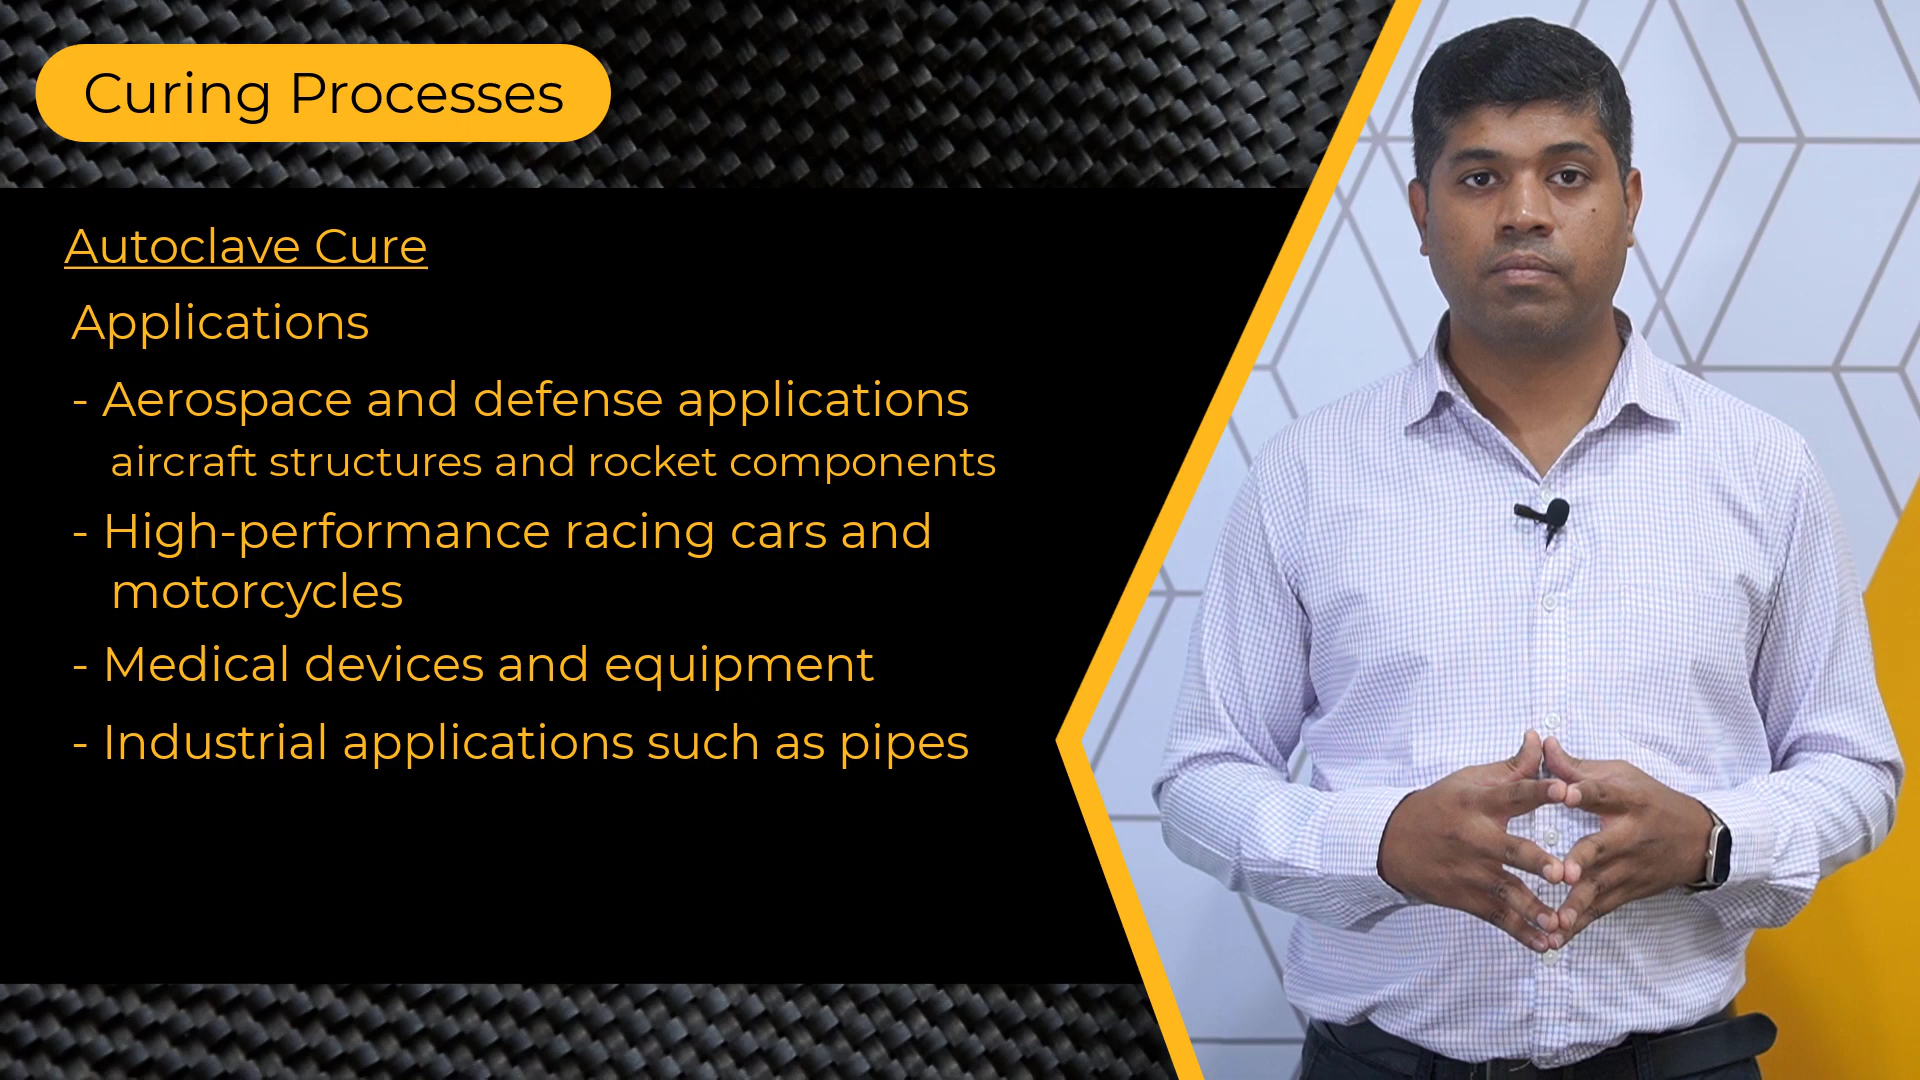 Curing Processes
Autoclave Cure
Applications
- Aerospace and defense applications
aircraft structures and rocket components
- High-performance racing cars and
motorcycles
- Medical devices and equipment
- Industrial applications such as pipes